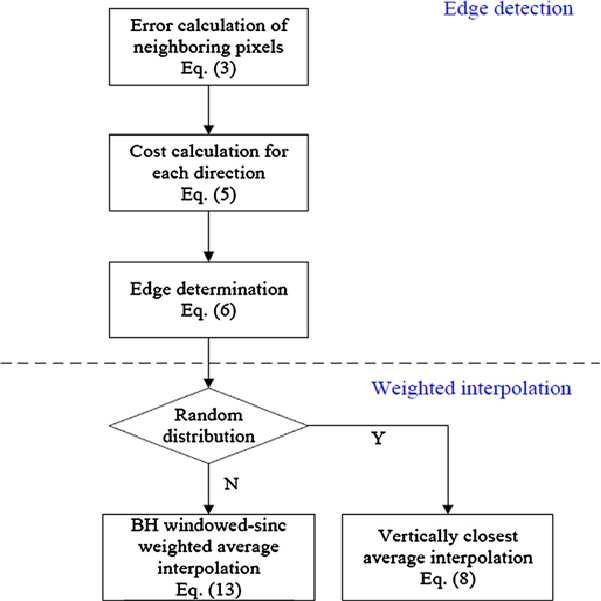 Edge detection
Error calculation of
neighboring pixels
Eq. (3)
Cost calculation for
each direction
Eq. (5)
Edge determination
Eq. (6)
Weighted interpolation
Random
distribution
Y
N
BH windowed-sinc
weighted average
interpolation
Eq. (13)
Vertically closest
average interpolation
Eq. (8)